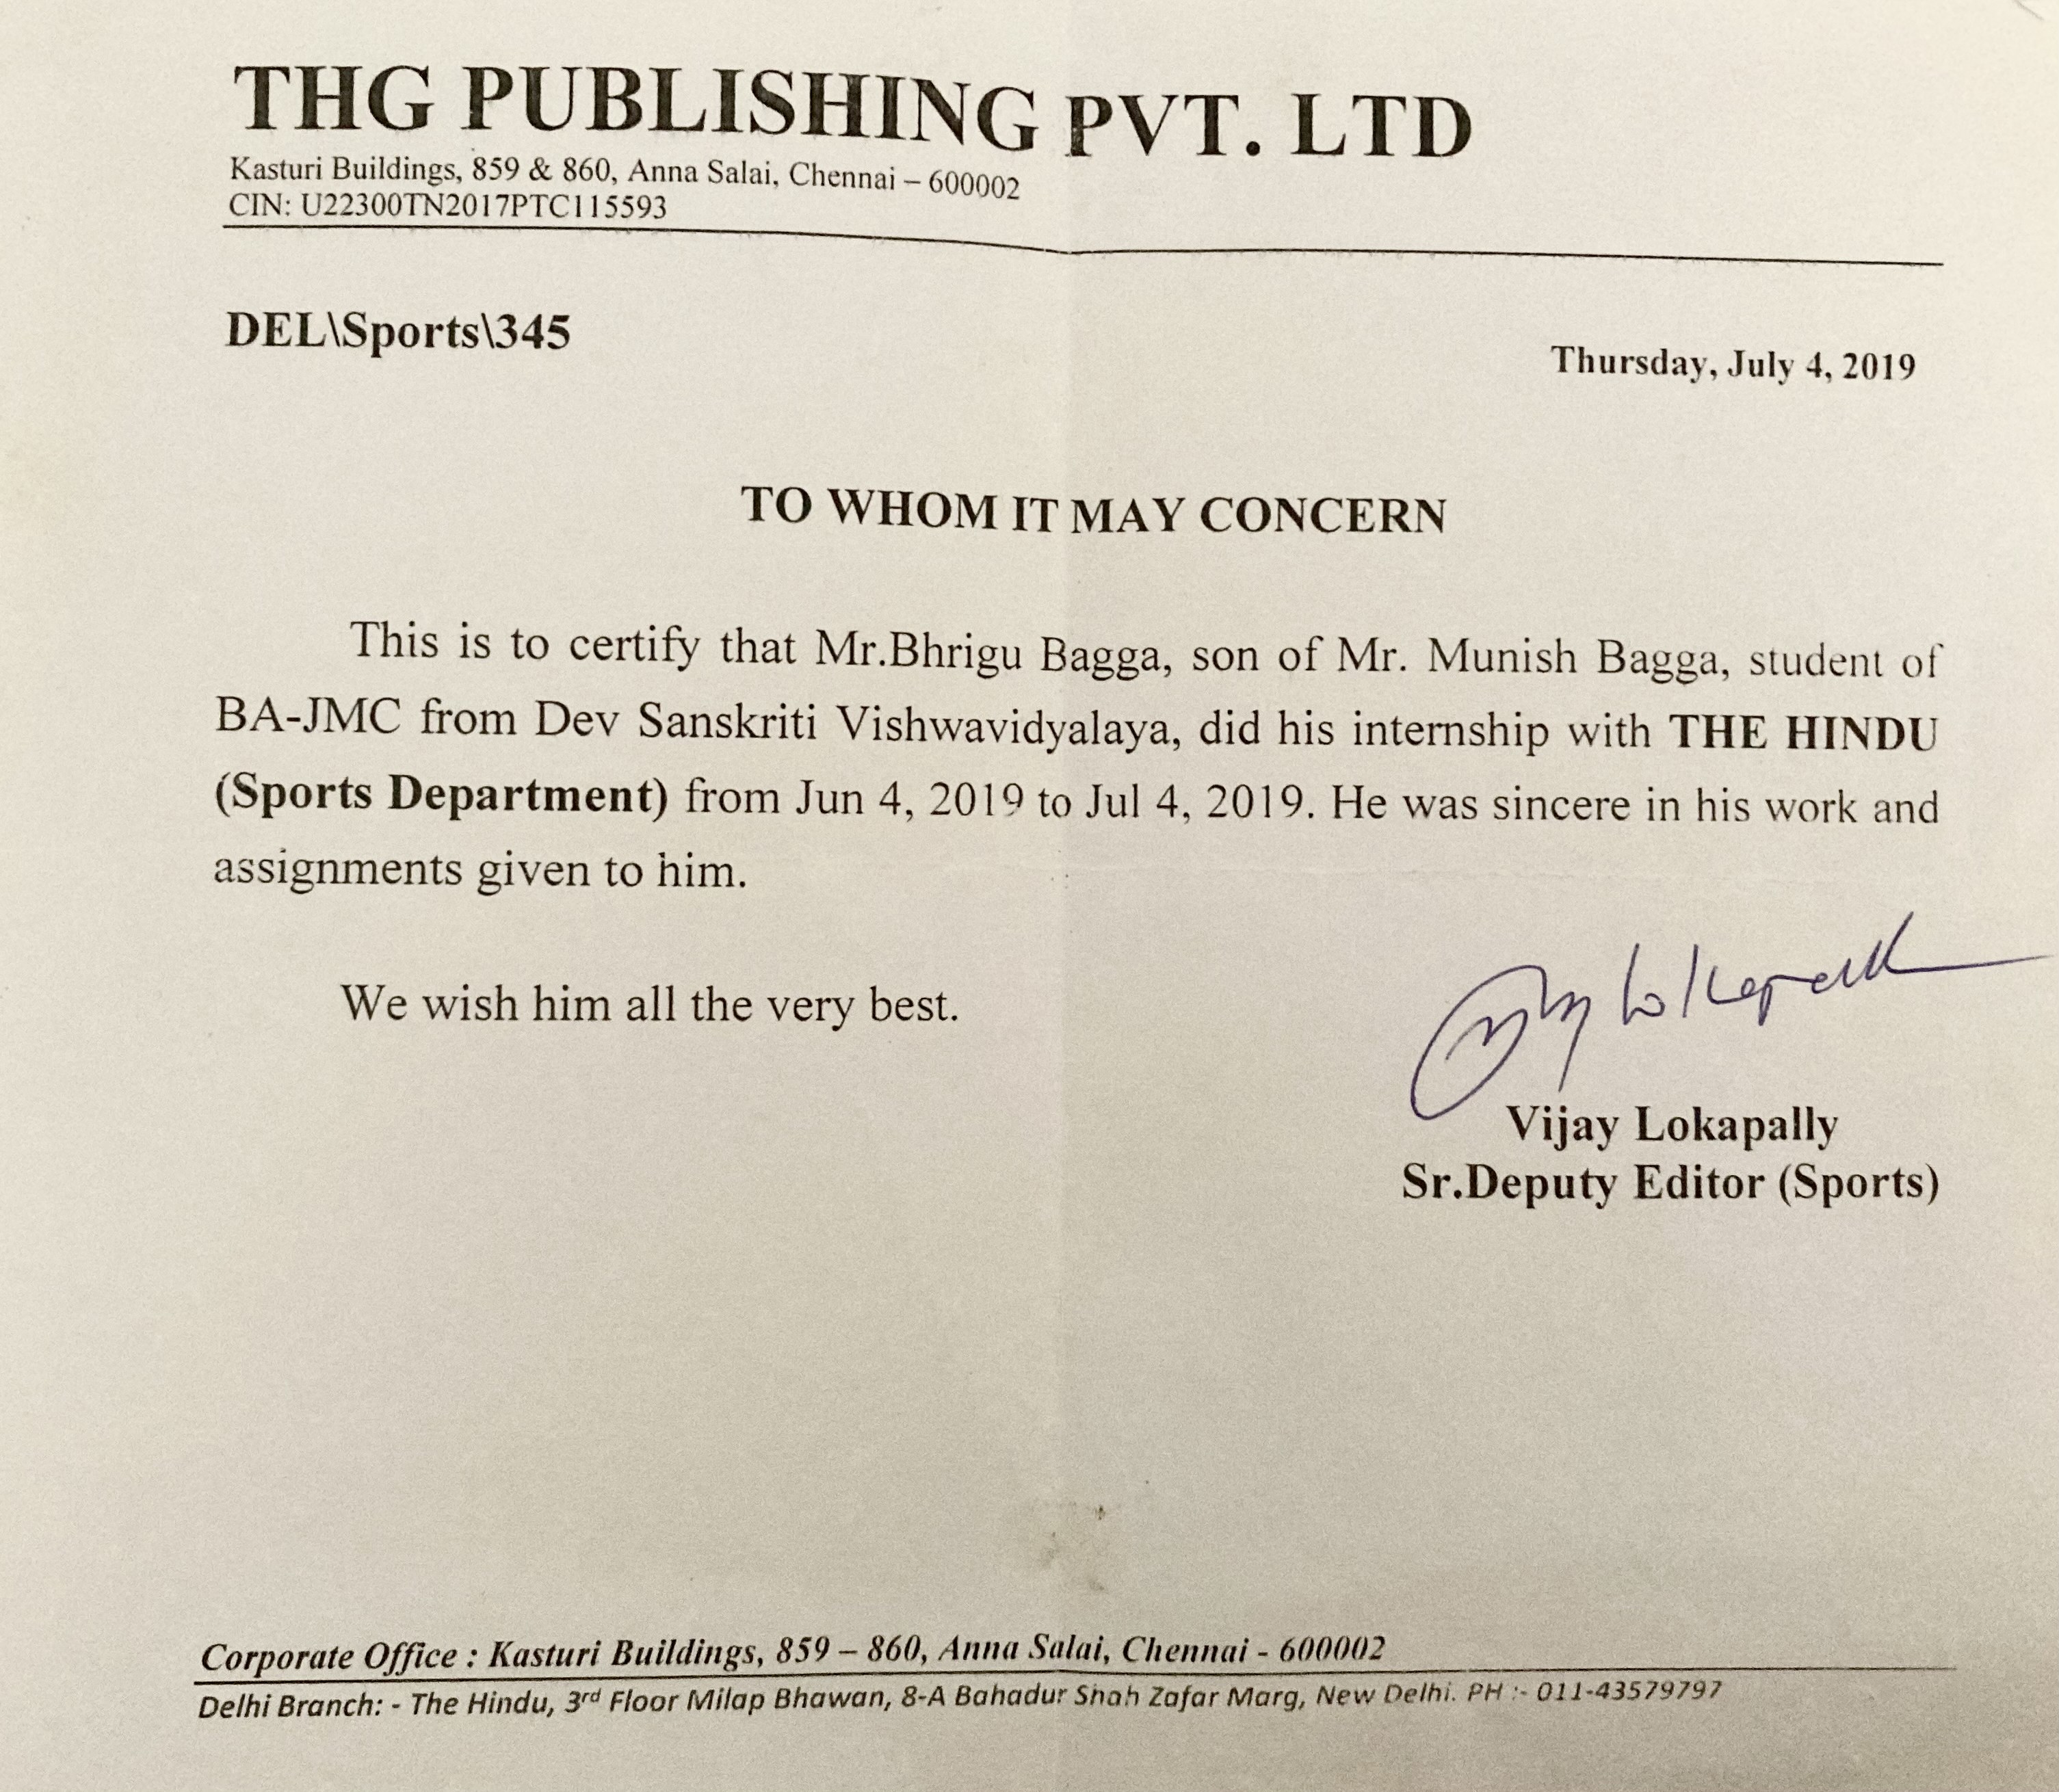 THG PUBLISHING PVT. LTD
Kasturi Buildings, 859 & 860, Anna Salai, Chennai – 600002
CIN: U22300TN2017PTC115593
DEL\Sports\345
Thursday, July 4, 2019
TO WHOM IT MAY CONCERN
This is to certify that Mr.Bhrigu Bagga, son of Mr. Munish Bagga, student of
BA-JMC from Dev Sanskriti Vishwavidyalaya, did his internship with THE HINDU
(Sports Department) from Jun 4, 2019 to Jul 4, 2019. He was sincere in his work and
assignments given to him.
We wish him all the very best.
Vijay Lokapally
Vijay Lokapally
Sr.Deputy Editor (Sports)
Corporate Office : Kasturi Buildings, 859 – 860, Anna Salai, Chennai - 600002
Delhi Branch: - The Hindu, 3rd Floor Milap Bhawan, 8-A Bahadur Shah Zafar Marg, New Delhi. PH :- 011-43579797